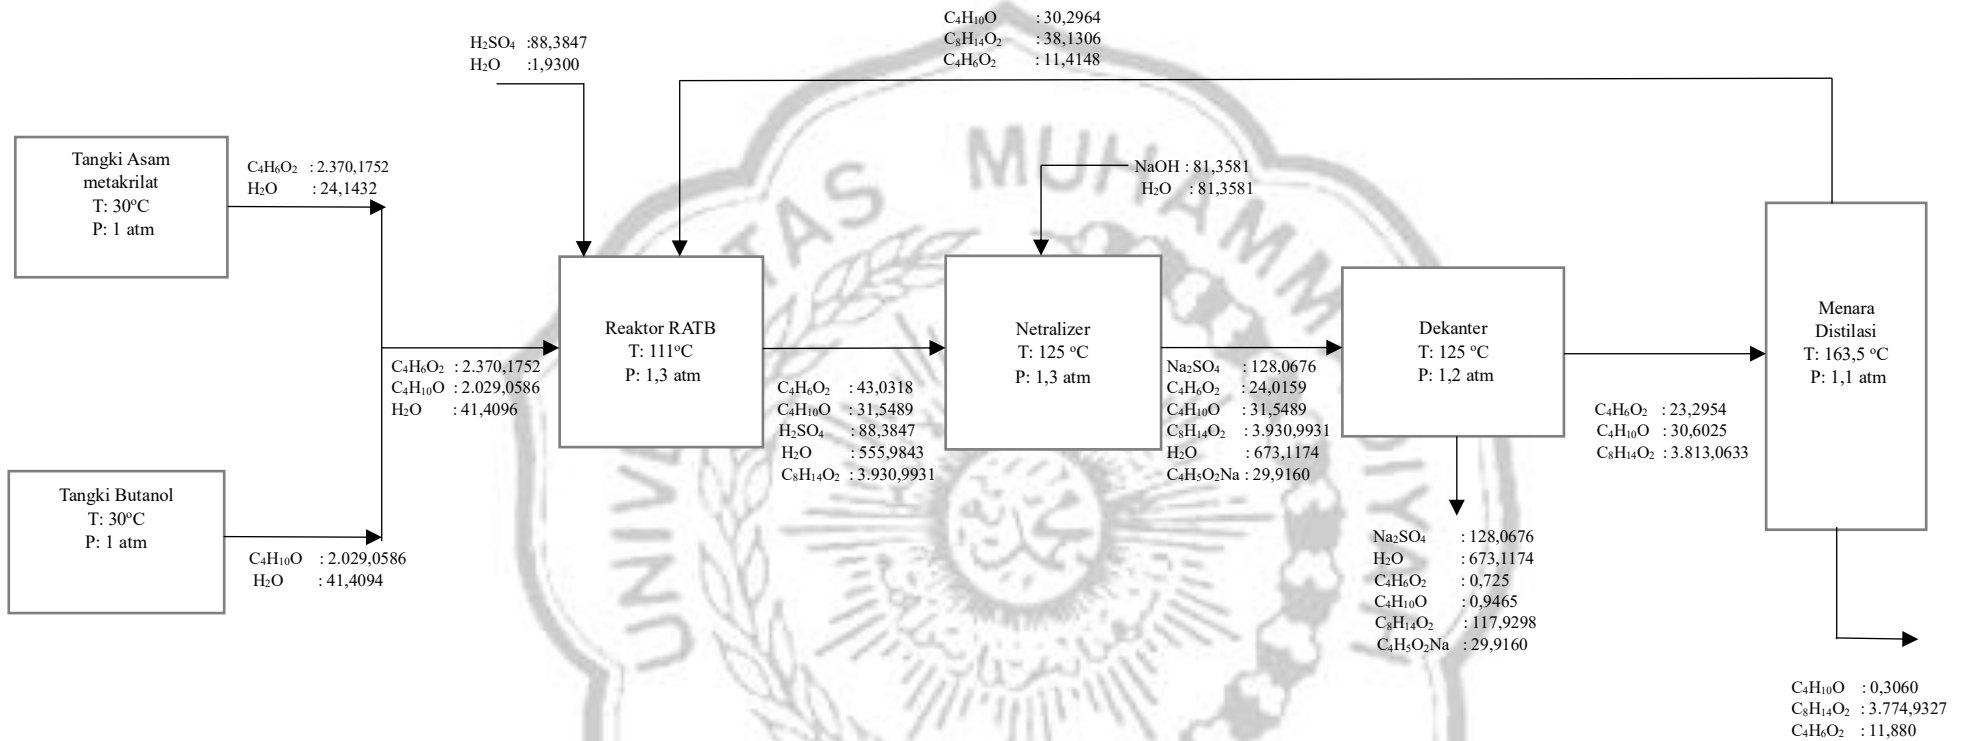 C₄H₁₀O : 30,2964
C₈H₁₄O₂ : 38,1306
C₄H₆O₂ : 11,4148
H₂SO₄ :88,3847
H₂O :1,9300
Tangki Asam
metakrilat
T: 30°C
P: 1 atm
C₄H₆O₂ : 2.370,1752
H₂O : 24,1432
NaOH : 81,3581
H₂O : 81,3581
C₄H₆O₂ : 2.370,1752
C₄H₁₀O : 2.029,0586
H₂O : 41,4096
Reaktor RATB
T: 111°C
P: 1,3 atm
Netralizer
T: 125 °C
P: 1,3 atm
Dekanter
T: 125 °C
P: 1,2 atm
Menara
Distilasi
T: 163,5 °C
P: 1,1 atm
C₄H₆O₂ : 43,0318
C₄H₁₀O : 31,5489
H₂SO₄ : 88.3847
H₂O : 555,9843
C₈H₁₄O₂ : 3.930,9931
Na₂SO₄ : 128,0676
C₄H₆O₂ : 24,0159
C₄H₁₀O : 31,5489
C₈H₁₄O₂ : 3.930,9931
H₂O : 673,1174
C₄H₅O₂Na : 29,9160
C₄H₆O₂ : 23,2954
C₄H₁₀O : 30,6025
C₈H₁₄O₂ : 3.813,0633
Tangki Butanol
T: 30°C
P: 1 atm
C₄H₁₀O : 2.029,0586
H₂O : 41,4094
Na₂SO₄ : 128,0676
H₂O : 673,1174
C₄H₆O₂ : 0,725
C₄H₁₀O : 0,9465
C₈H₁₄O₂ : 117,9298
C₄H₅O₂Na : 29,9160
C₄H₁₀O : 0,3060
C₈H₁₄O₂ : 3.774,9327
C₄H₆O₂ : 11,880